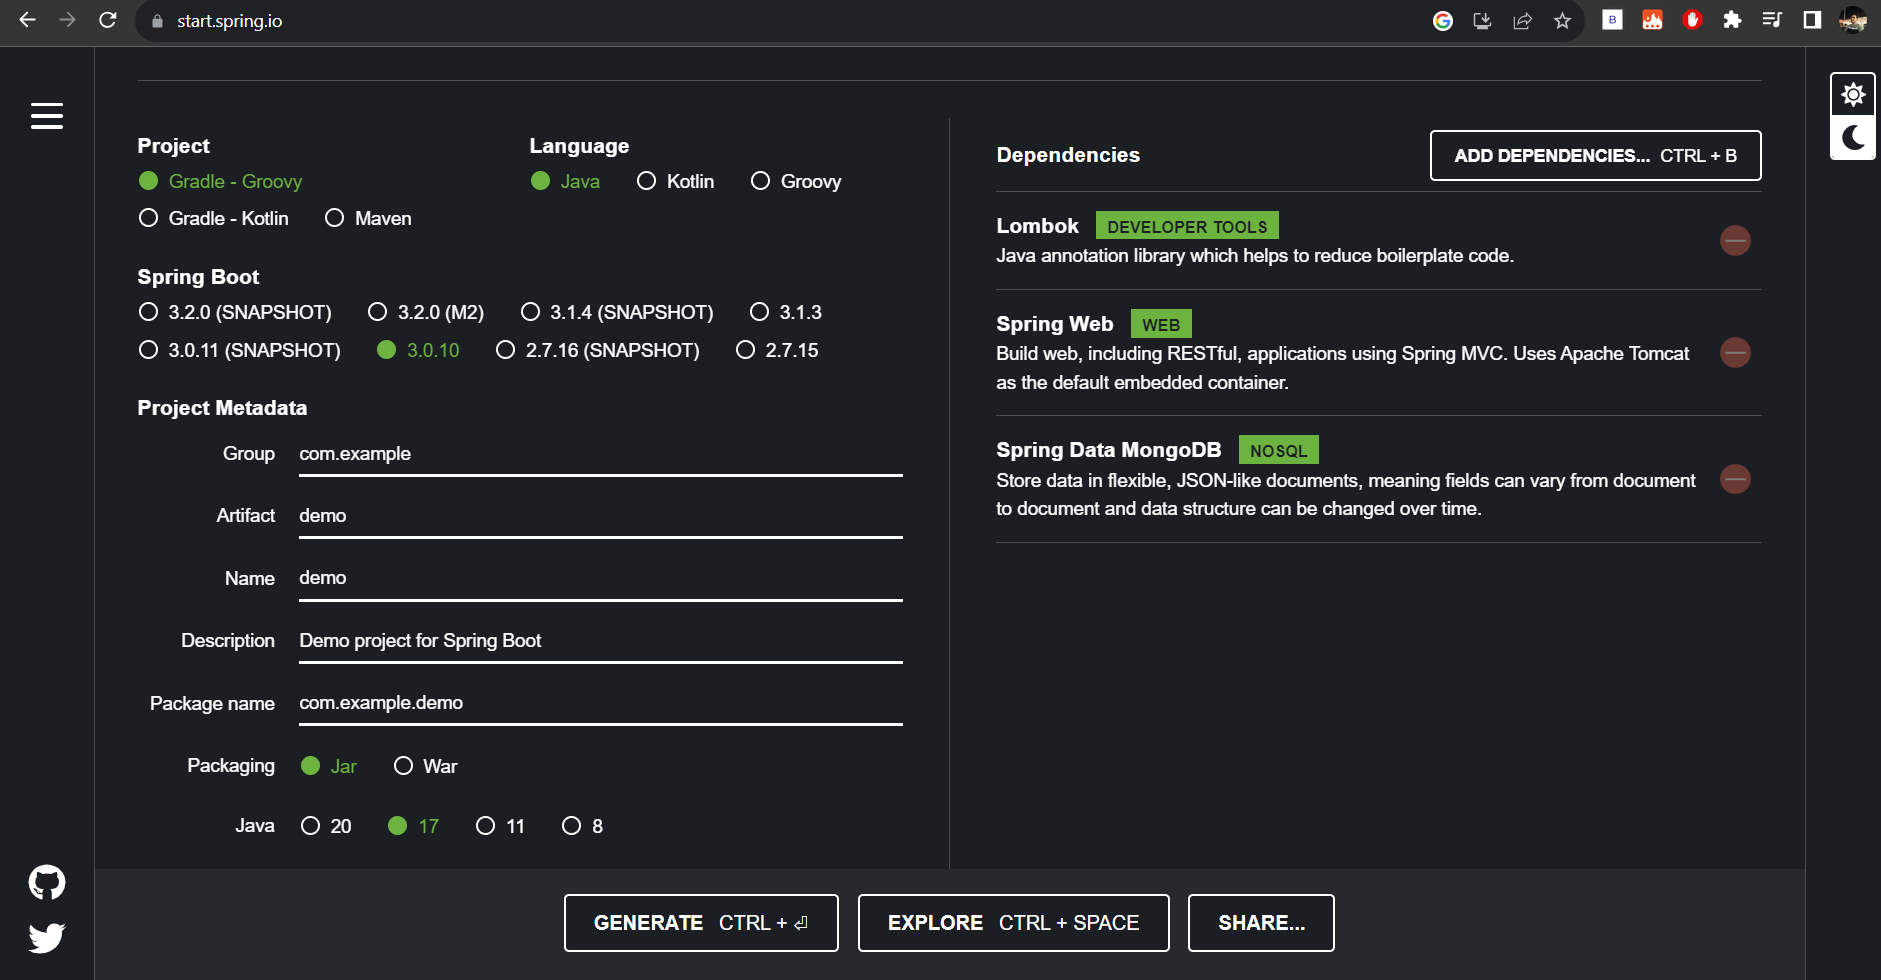 start.spring.io
Project
Gradle - Groovy
Gradle - Kotlin Maven
Language
Java Kotlin Groovy
Spring Boot
3.2.0 (SNAPSHOT) 3.2.0 (M2) 3.1.4 (SNAPSHOT) 3.1.3
3.0.11 (SNAPSHOT) 3.0.10 2.7.16 (SNAPSHOT) 2.7.15
Project Metadata
Group com.example
Artifact demo
Name demo
Description Demo project for Spring Boot
Package name com.example.demo
Packaging Jar War
Java 20 17 11 8
Dependencies
ADD DEPENDENCIES... CTRL + B
Lombok DEVELOPER TOOLS
Java annotation library which helps to reduce boilerplate code.
Spring Web WEB
Build web, including RESTful, applications using Spring MVC. Uses Apache Tomcat
as the default embedded container.
Spring Data MongoDB NOSQL
Store data in flexible, JSON-like documents, meaning fields can vary from document
to document and data structure can be changed over time.
GENERATE CTRL + ⏎
EXPLORE CTRL + SPACE
SHARE...